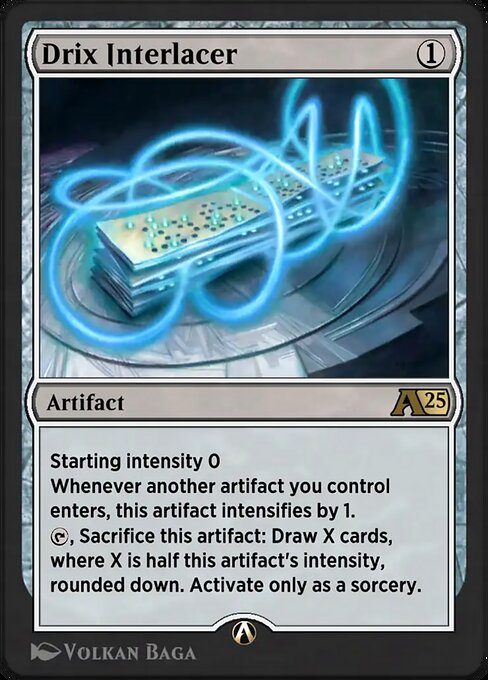 Drix Interlacer 1
Artifact A25
Starting intensity 0
Whenever another artifact you control
enters, this artifact intensifies by 1.
, Sacrifice this artifact: Draw X cards,
where X is half this artifact's intensity,
rounded down. Activate only as a sorcery.
Volkan Baga